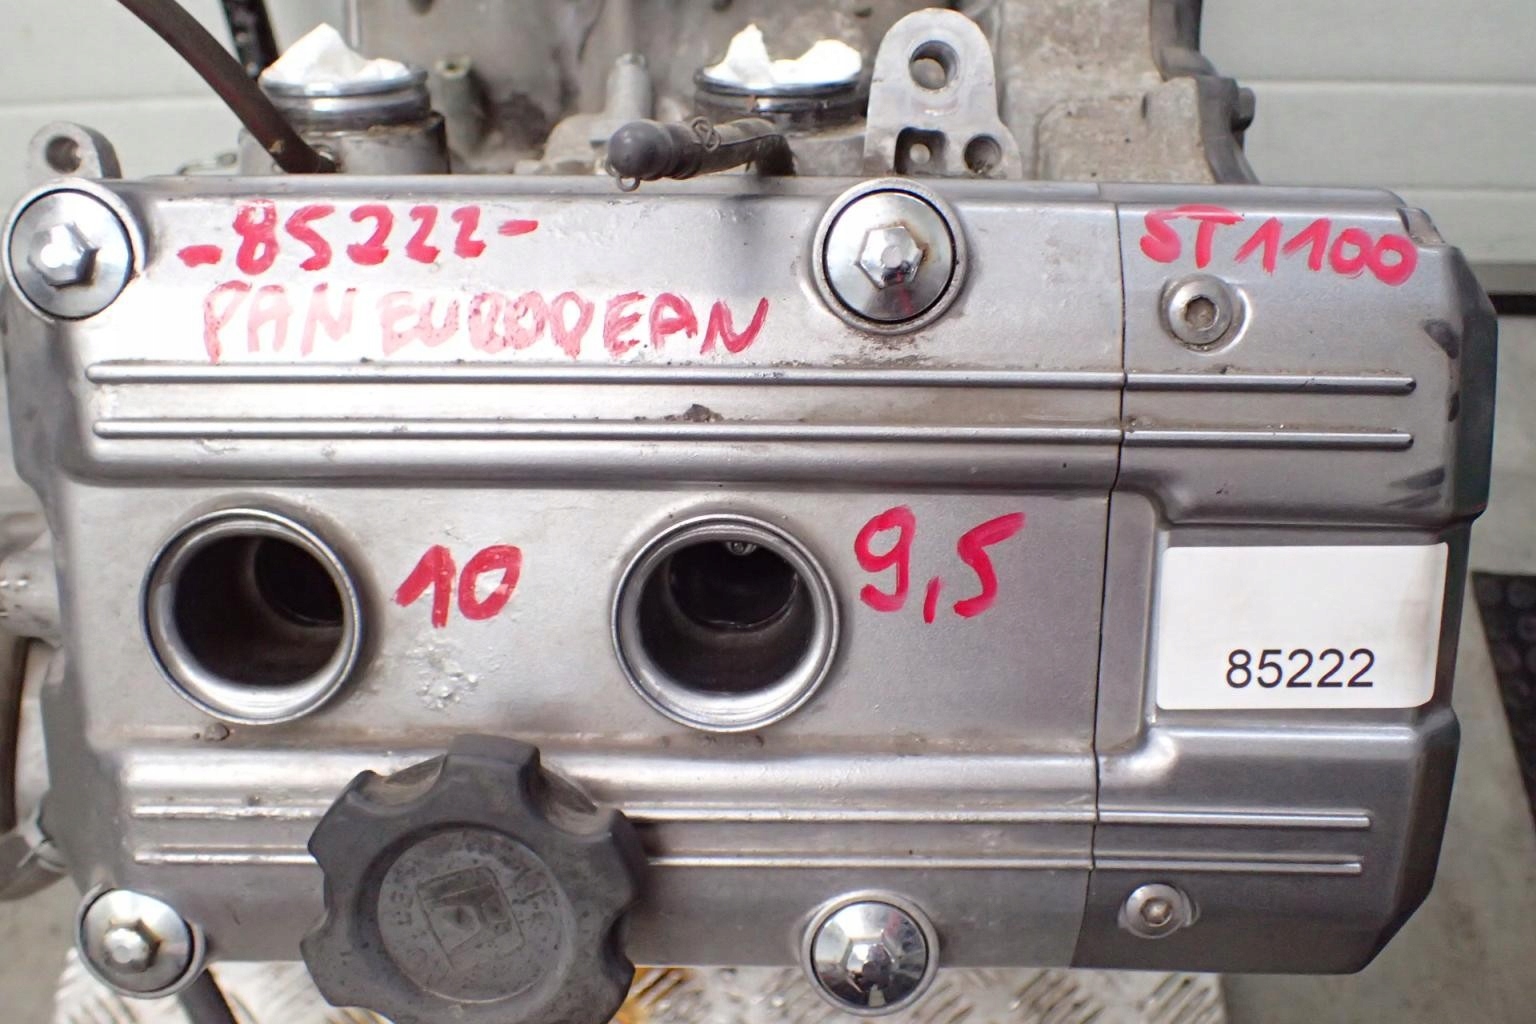 -85222-
PAN EUROPEAN
ST1100
10
9,5
85222